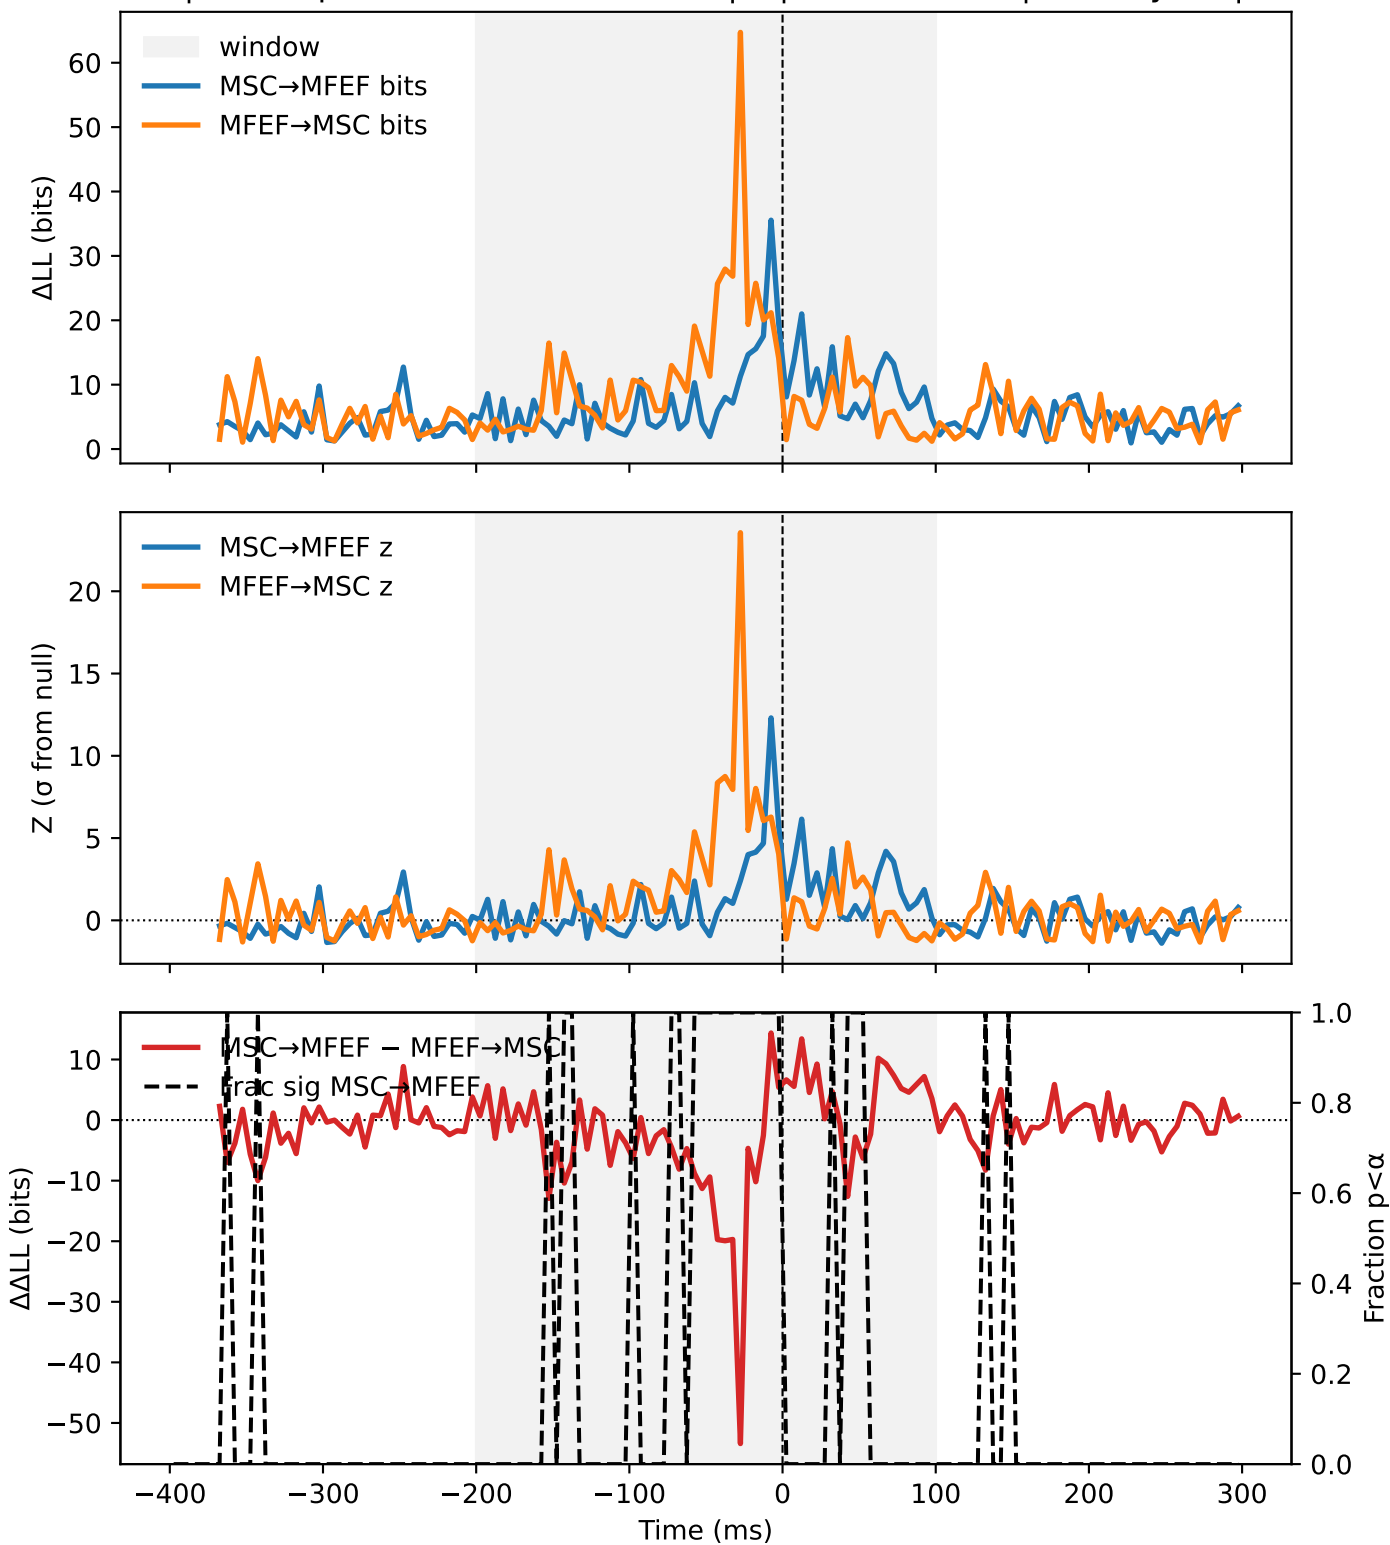 window
MSC→MFEF bits
MFEF→MSC bits
60
50
40
30
20
10
0
ΔLL (bits)
MSC→MFEF z
MFEF→MSC z
20
15
10
5
0
Z (σ from null)
MSC→MFEF − MFEF→MSC
Frac sig MSC→MFEF
10
0
−10
−20
−30
−40
−50
ΔΔLL (bits)
1.0
0.8
0.6
0.4
0.2
0.0
Fraction p<α
−400 −300 −200 −100 0 100 200 300
Time (ms)